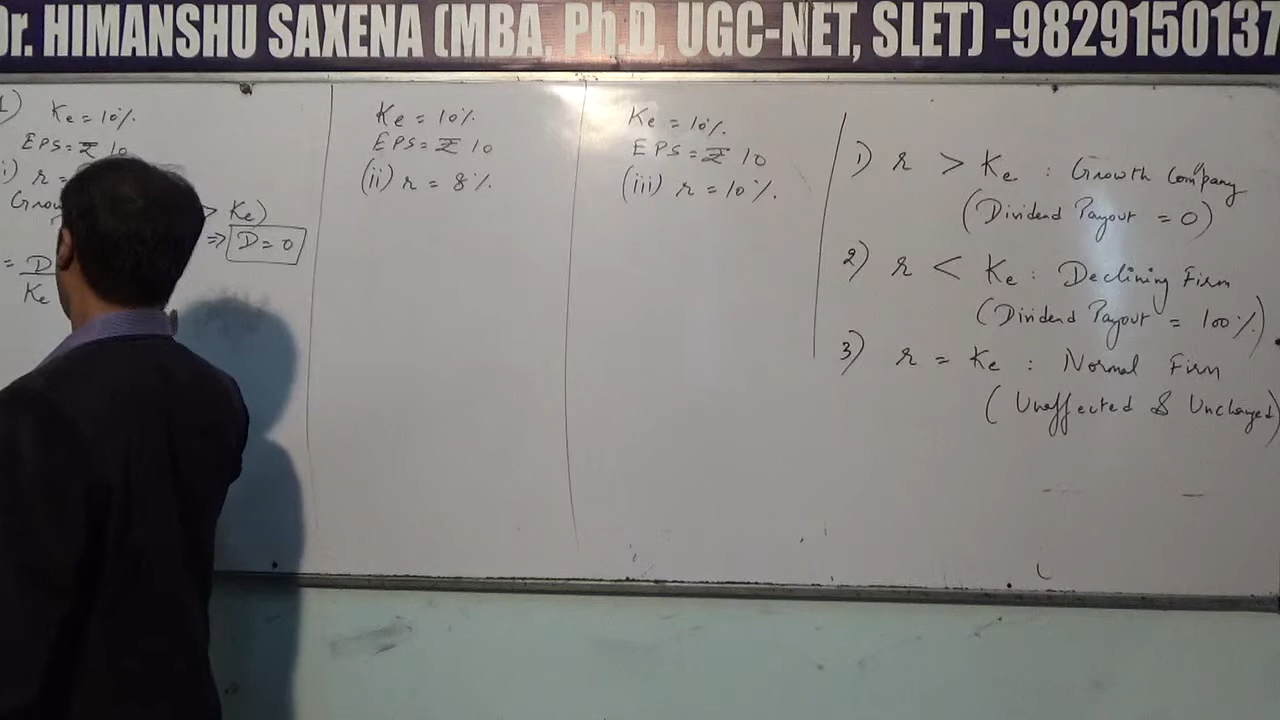 Dr. HIMANSHU SAXENA (MBA, Ph.D, UGC-NET, SLET) -9829150137
1) Ke = 10%
EPS = ₹ 10
i) r =
> Ke)
⇒ D = 0
= D
Ke
Ke = 10%
EPS = ₹ 10
(ii) r = 8%
Ke = 10%
EPS = ₹ 10
(iii) r = 10%.
1) r > Ke : Growth Company
(Dividend Payout = 0)
2) r < Ke : Declining Firm
(Dividend Payout = 100%)
3) r = Ke : Normal Firm
(Unaffected & Unchanged)